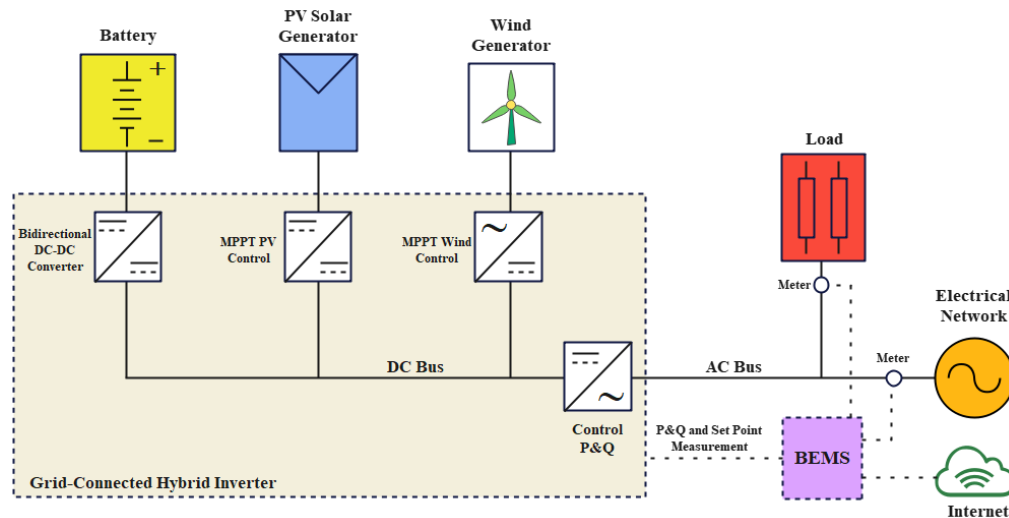 Battery
PV Solar
Generator
Wind
Generator
+
−
Load
Bidirectional
DC-DC
Converter
MPPT PV
Control
MPPT Wind
Control
Meter
Electrical
Network
Meter
DC Bus
AC Bus
Control
P&Q
P&Q and Set Point
Measurement
BEMS
Grid-Connected Hybrid Inverter
Internet